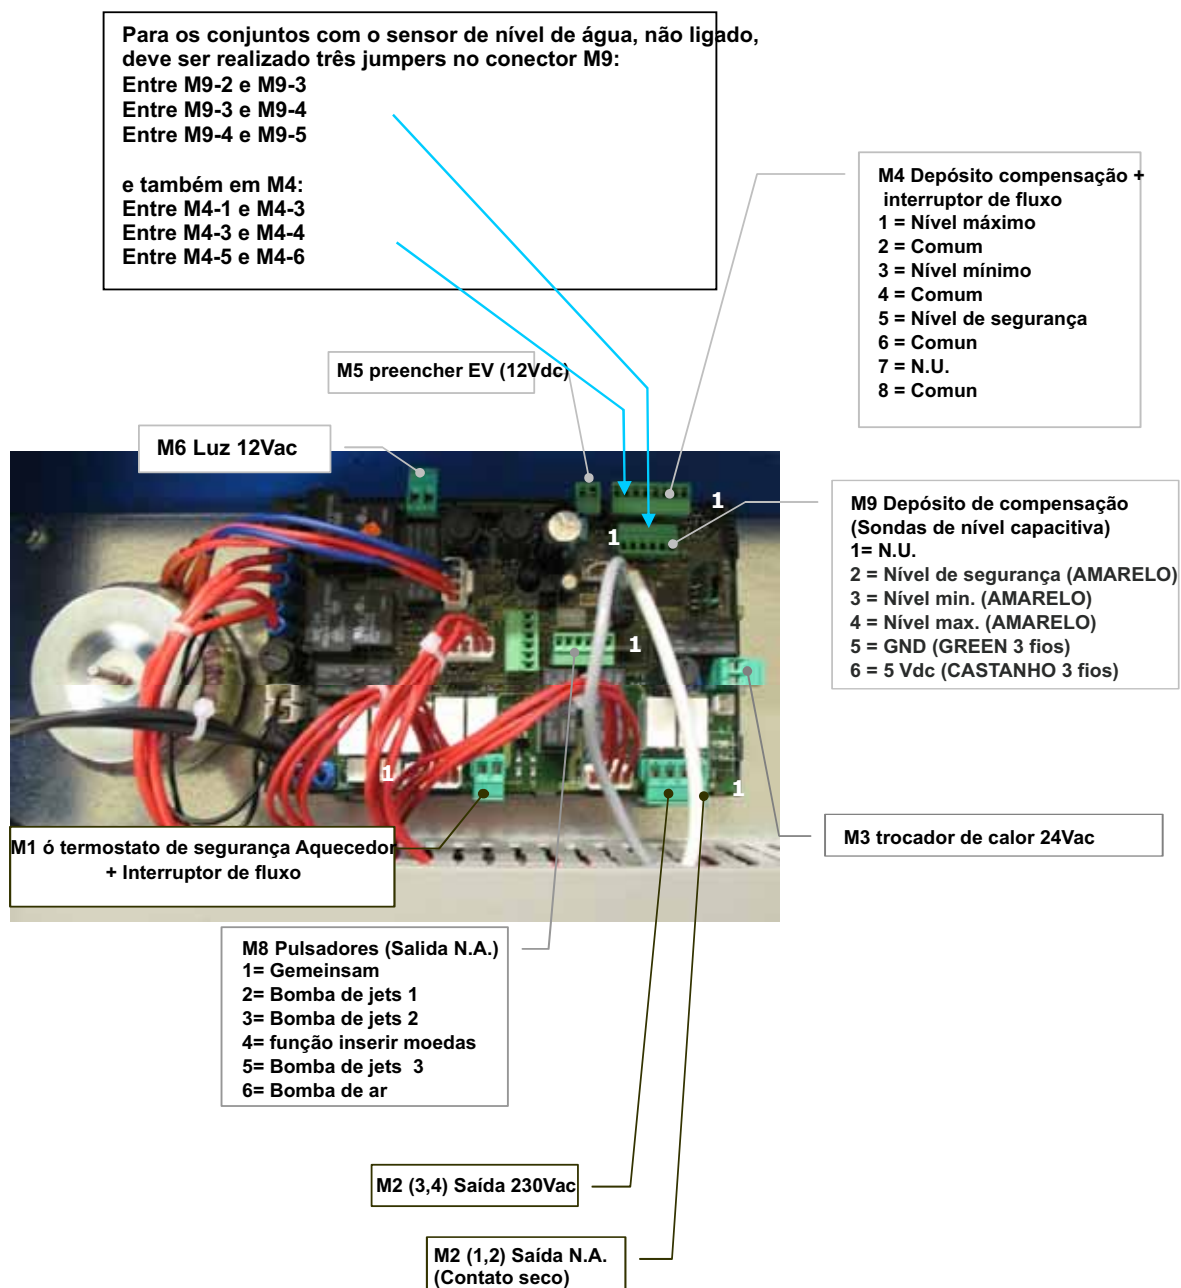 Para os conjuntos com o sensor de nível de água, não ligado,
deve ser realizado três jumpers no conector M9:
Entre M9-2 e M9-3
Entre M9-3 e M9-4
Entre M9-4 e M9-5
e também em M4:
Entre M4-1 e M4-3
Entre M4-3 e M4-4
Entre M4-5 e M4-6
M4 Depósito compensação +
interruptor de fluxo
1 = Nível máximo
2 = Comum
3 = Nível mínimo
4 = Comum
5 = Nível de segurança
6 = Comun
7 = N.U.
8 = Comun
M5 preencher EV (12Vdc)
M6 Luz 12Vac
M9 Depósito de compensação
(Sondas de nível capacitiva)
1= N.U.
2 = Nível de segurança (AMARELO)
3 = Nível min. (AMARELO)
4 = Nível max. (AMARELO)
5 = GND (GREEN 3 fios)
6 = 5 Vdc (CASTANHO 3 fios)
1
1
1
1
1
M1 ó termostato de segurança Aquecedor
+ Interruptor de fluxo
M3 trocador de calor 24Vac
M8 Pulsadores (Salida N.A.)
1= Gemeinsam
2= Bomba de jets 1
3= Bomba de jets 2
4= função inserir moedas
5= Bomba de jets 3
6= Bomba de ar
M2 (3,4) Saída 230Vac
M2 (1,2) Saída N.A.
(Contato seco)